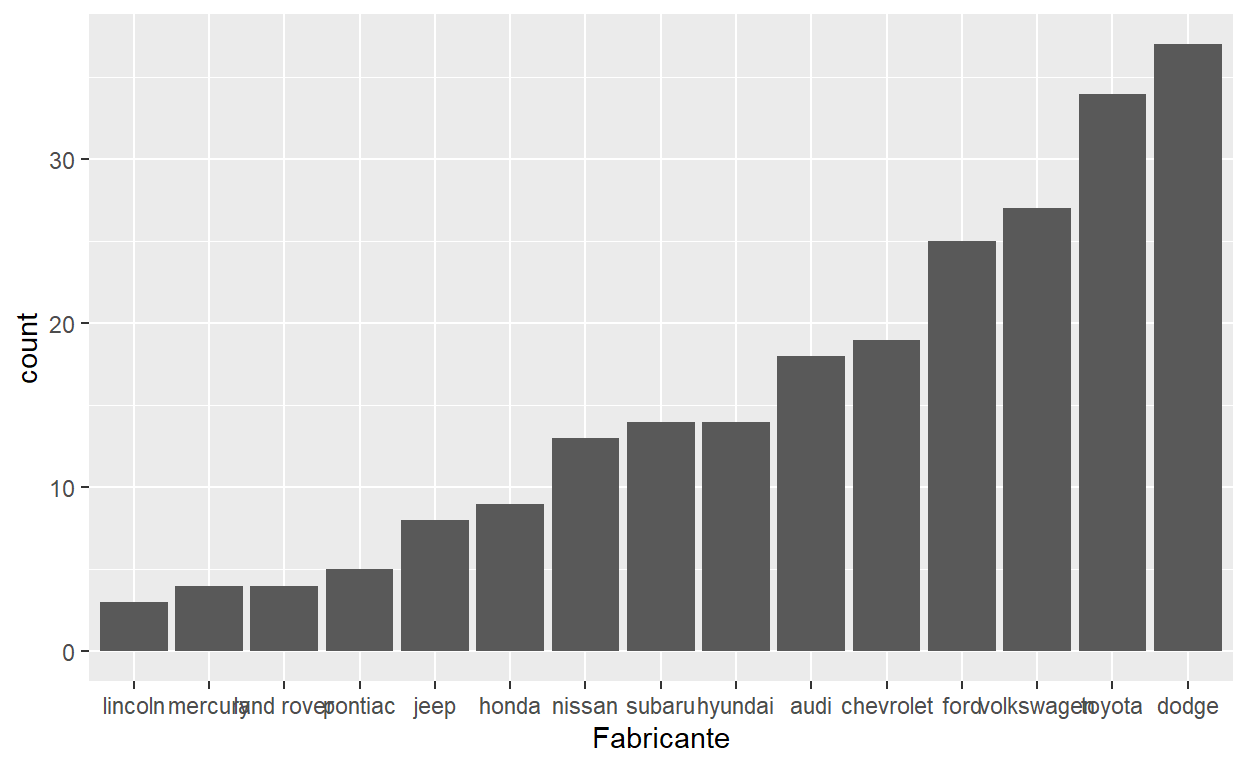 count
30
20
10
0
lincoln mercury land rover pontiac jeep honda nissan subaru hyundai audi chevrolet ford volkswagen toyota dodge
Fabricante